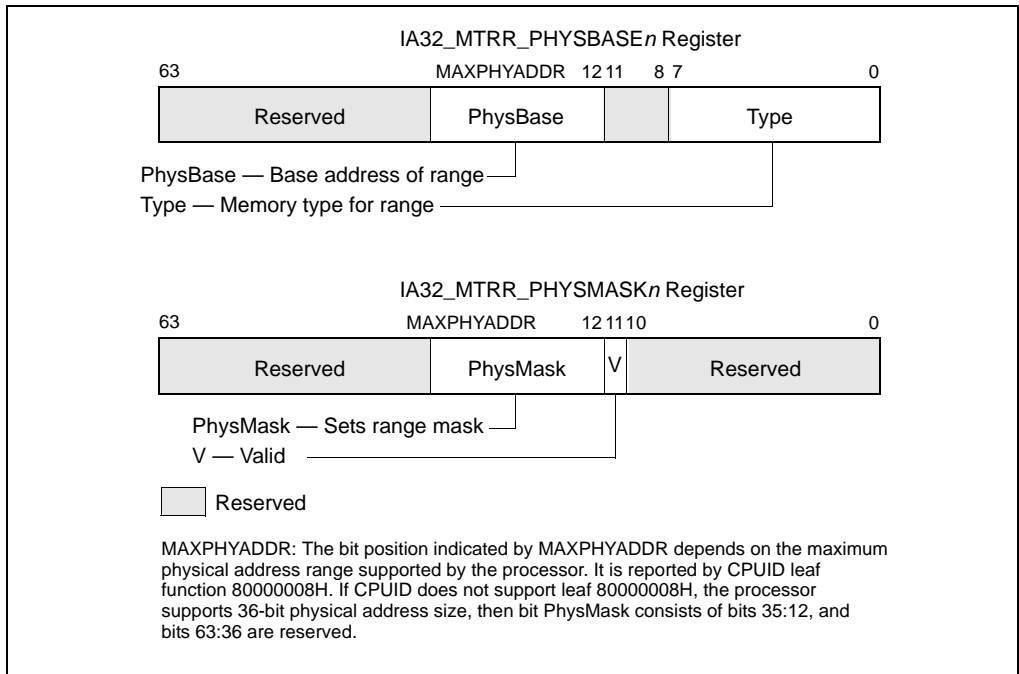 IA32_MTRR_PHYSBASEn Register
63 MAXPHYADDR 12 11 8 7 0
Reserved PhysBase Type
PhysBase — Base address of range
Type — Memory type for range
IA32_MTRR_PHYSMASKn Register
63 MAXPHYADDR 12 11 10 0
Reserved PhysMask V Reserved
PhysMask — Sets range mask
V — Valid
Reserved
MAXPHYADDR: The bit position indicated by MAXPHYADDR depends on the maximum
physical address range supported by the processor. It is reported by CPUID leaf
function 80000008H. If CPUID does not support leaf 80000008H, the processor
supports 36-bit physical address size, then bit PhysMask consists of bits 35:12, and
bits 63:36 are reserved.